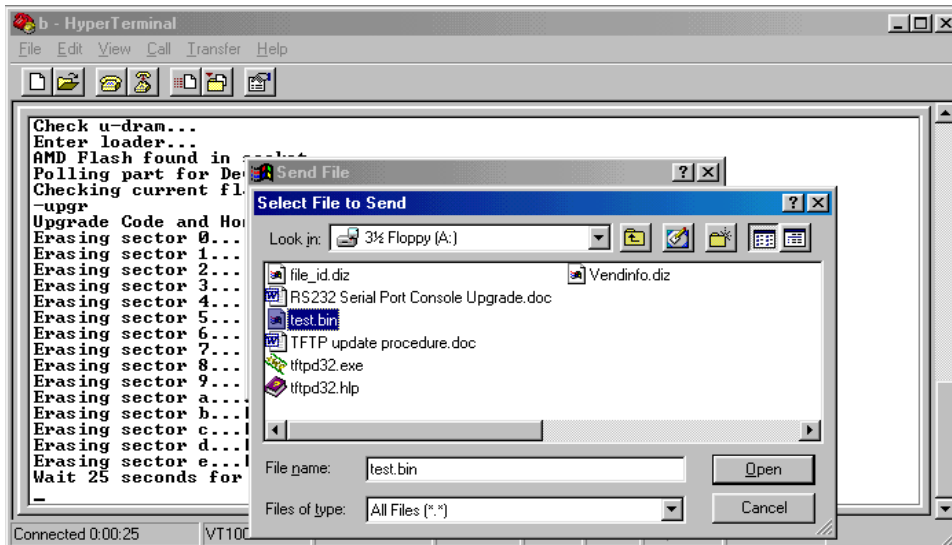 b - HyperTerminal
File Edit View Call Transfer Help
Check u-dram...
Enter loader...
AMD Flash found in socket
Polling part for De
Checking current fl
-upgr
Upgrade Code and Ho
Erasing sector 0...
Erasing sector 1...
Erasing sector 2...
Erasing sector 3...
Erasing sector 4...
Erasing sector 5...
Erasing sector 6...
Erasing sector 7...
Erasing sector 8...
Erasing sector 9...
Erasing sector a...
Erasing sector b...
Erasing sector c...
Erasing sector d...
Erasing sector e...
Wait 25 seconds for
Send File
Select File to Send
Look in: 3½ Floppy (A:)
file_id.diz
Vendinfo.diz
RS232 Serial Port Console Upgrade.doc
test.bin
TFTP update procedure.doc
tftpd32.exe
tftpd32.hlp
File name: test.bin Open
Files of type: All Files (*.*) Cancel
Connected 0:00:25 VT100